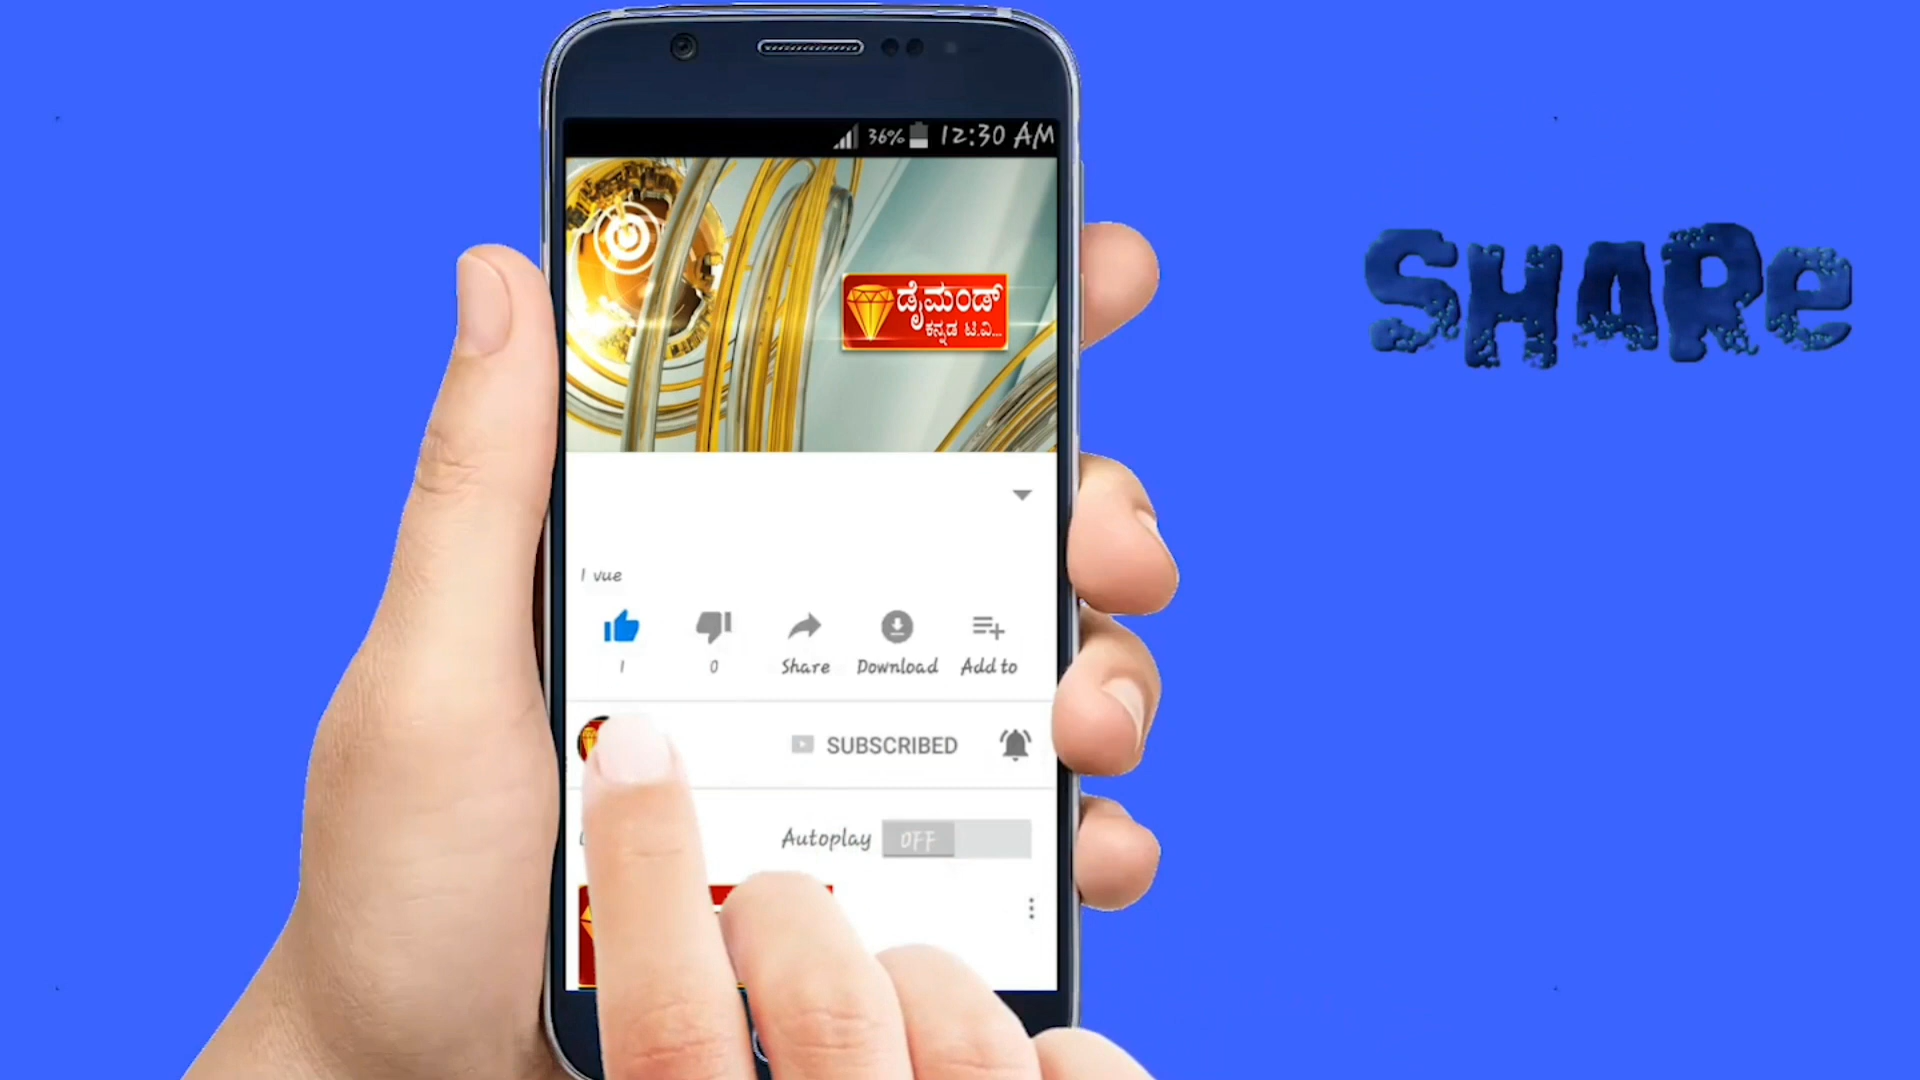 36% 12:30 AM
SHARe
ಡೈಮಂಡ್
ಕನ್ನಡ ಟಿ.ವಿ...
1 vue
1
0
Share
Download
Add to
SUBSCRIBED
Autoplay
OFF